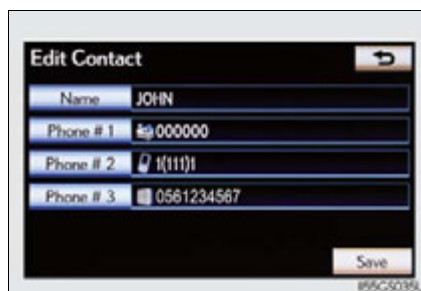 Edit Contact
Name JOHN
Phone # 1 000000
Phone # 2 1(111)1
Phone # 3 0561234567
Save